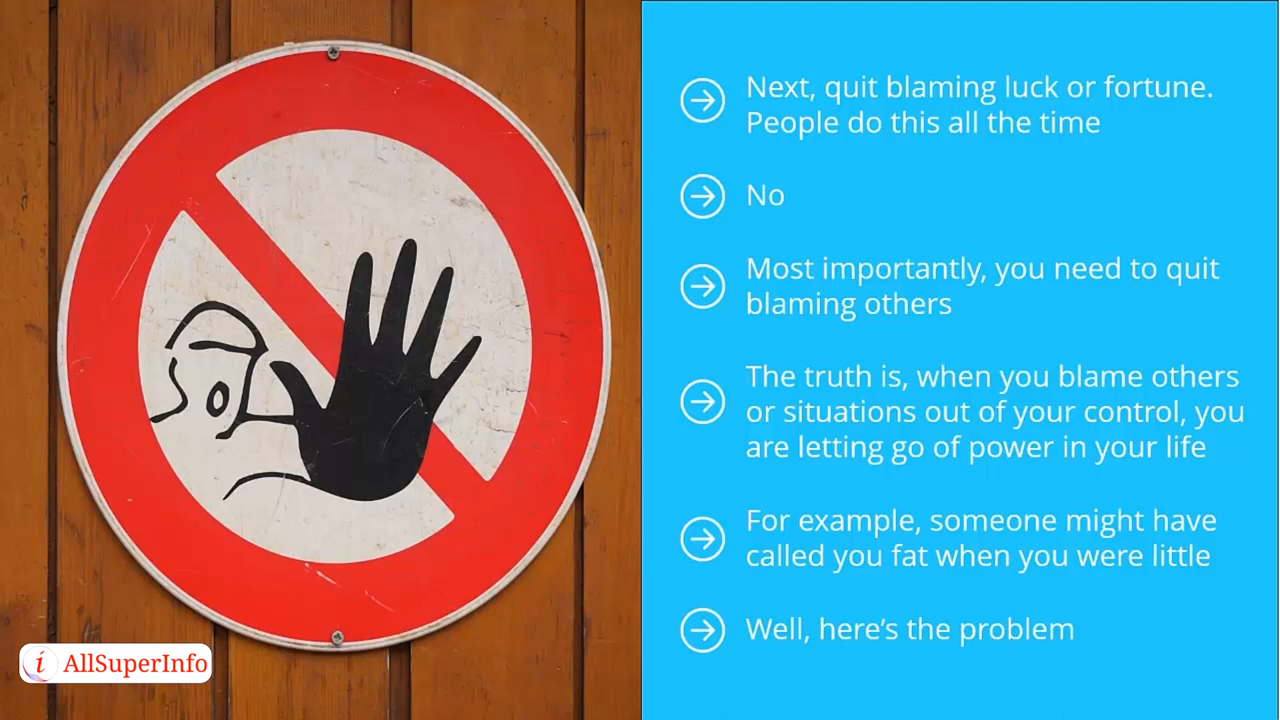 Next, quit blaming luck or fortune.
People do this all the time
No
Most importantly, you need to quit
blaming others
The truth is, when you blame others
or situations out of your control, you
are letting go of power in your life
For example, someone might have
called you fat when you were little
Well, here’s the problem
i AllSuperInfo